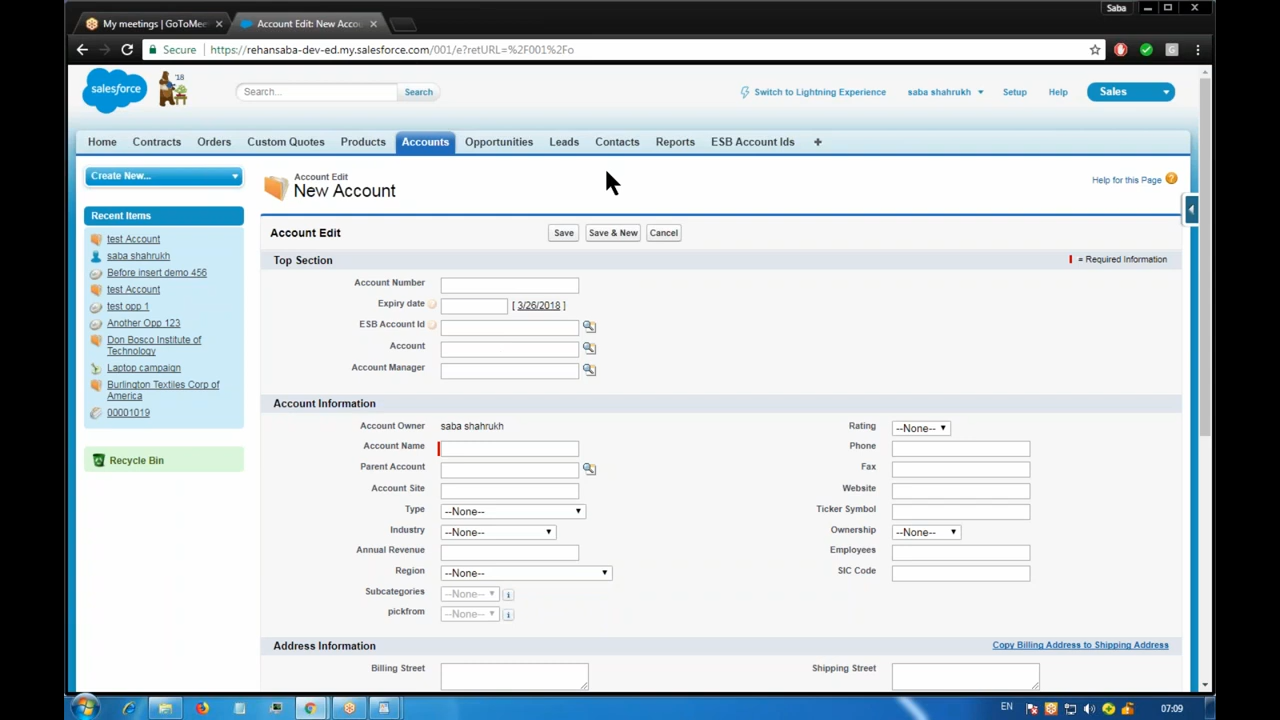 Saba
My meetings | GoToMee
Account Edit: New Acco
Secure
https://rehansaba-dev-ed.my.salesforce.com/001/e?retURL=%2F001%2Fo
salesforce
'18
Search...
Search
Switch to Lightning Experience
saba shahrukh
Setup
Help
Sales
Home
Contracts
Orders
Custom Quotes
Products
Accounts
Opportunities
Leads
Contacts
Reports
ESB Account Ids
+
Create New...
Recent Items
test Account
saba shahrukh
Before insert demo 456
test Account
test opp 1
Another Opp 123
Don Bosco Institute of
Technology
Laptop campaign
Burlington Textiles Corp of
America
00001019
Recycle Bin
Account Edit
New Account
Help for this Page
Account Edit
Save
Save & New
Cancel
Top Section
= Required Information
Account Number
Expiry date
[ 3/26/2018 ]
ESB Account Id
Account
Account Manager
Account Information
Account Owner
saba shahrukh
Rating
--None--
Account Name
Phone
Parent Account
Fax
Account Site
Website
Type
--None--
Ticker Symbol
Industry
--None--
Ownership
--None--
Annual Revenue
Employees
Region
--None--
SIC Code
Subcategories
--None--
pickfrom
--None--
Address Information
Copy Billing Address to Shipping Address
Billing Street
Shipping Street
EN
07:09